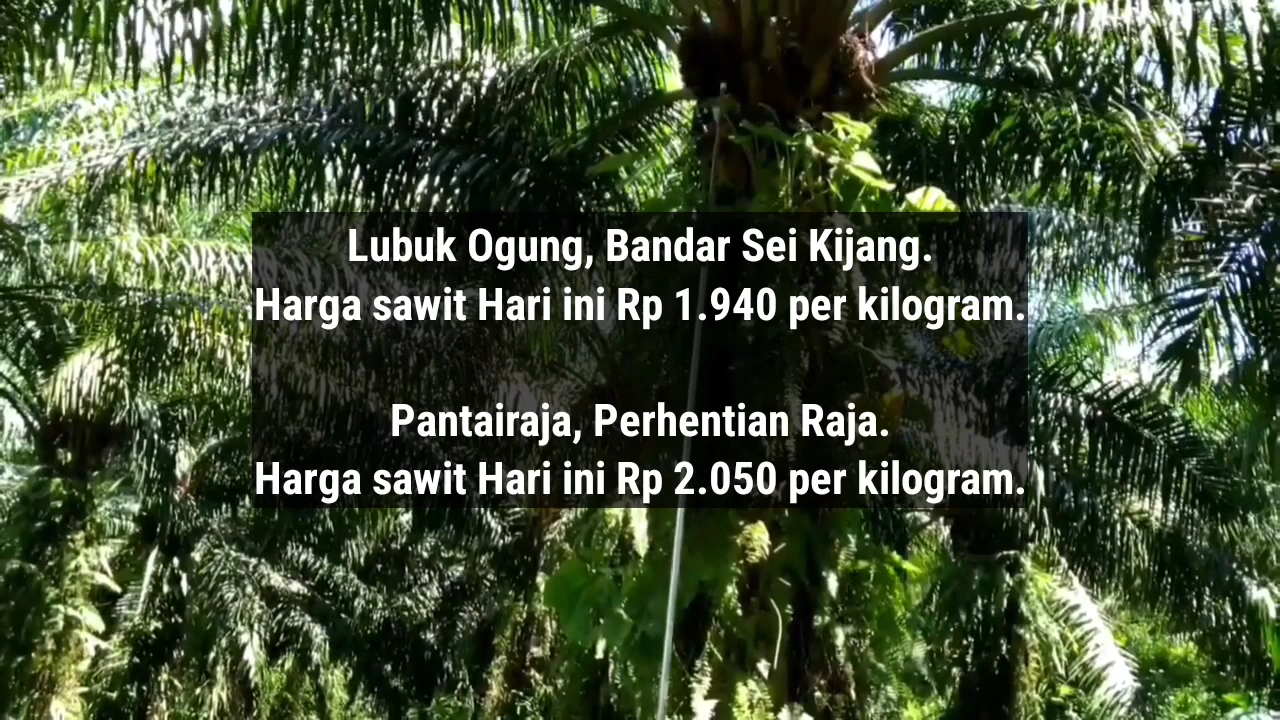 Lubuk Ogung, Bandar Sei Kijang.
Harga sawit Hari ini Rp 1.940 per kilogram.
Pantairaja, Perhentian Raja.
Harga sawit Hari ini Rp 2.050 per kilogram.